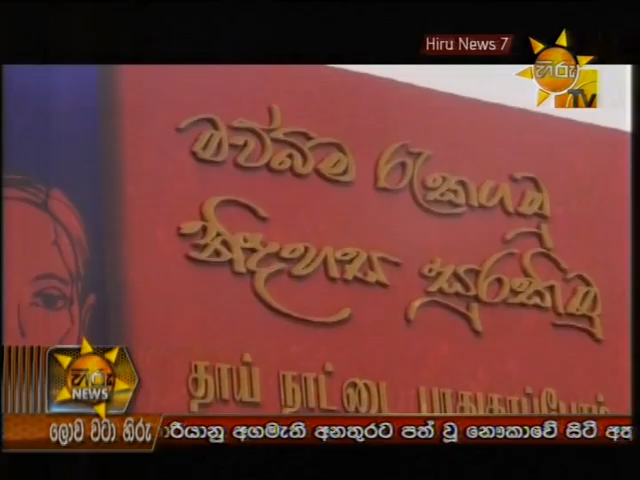 Hiru News 7
හිරු
TV
මව්බිම රැකගමු
නිදහස සුරකිමු
தாய் நாட்டை பாதுகாப்போம்
හිරු
NEWS
ලොව වටා හිරු
අගමැති අනතුරට පත් වූ නෞකාවේ සිටි